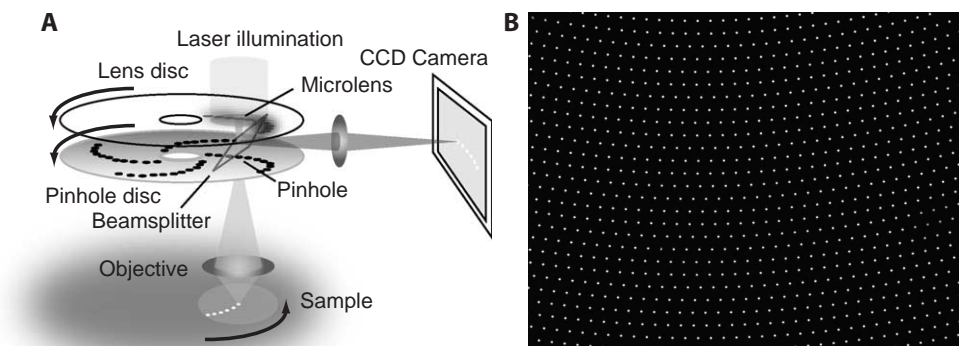 A
Laser illumination
CCD Camera
Lens disc
Microlens
Pinhole disc
Pinhole
Beamsplitter
Objective
Sample
B